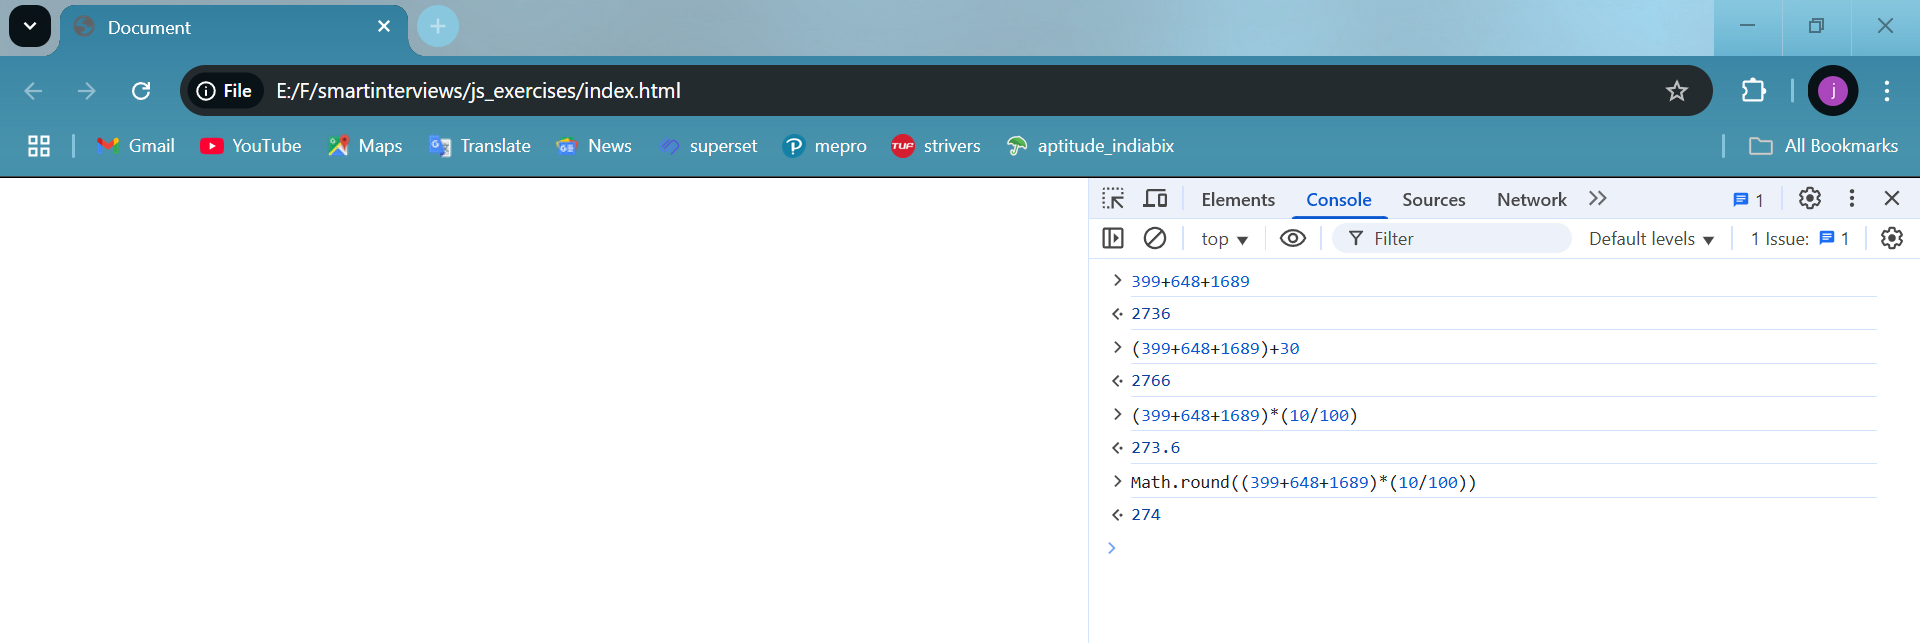 Document
File E:/F/smartinterviews/js_exercises/index.html
j
Gmail YouTube Maps Translate News superset mepro TUF strivers aptitude_indiabix All Bookmarks
Elements Console Sources Network 1
top Filter Default levels 1 Issue: 1
399+648+1689
2736
(399+648+1689)+30
2766
(399+648+1689)*(10/100)
273.6
Math.round((399+648+1689)*(10/100))
274